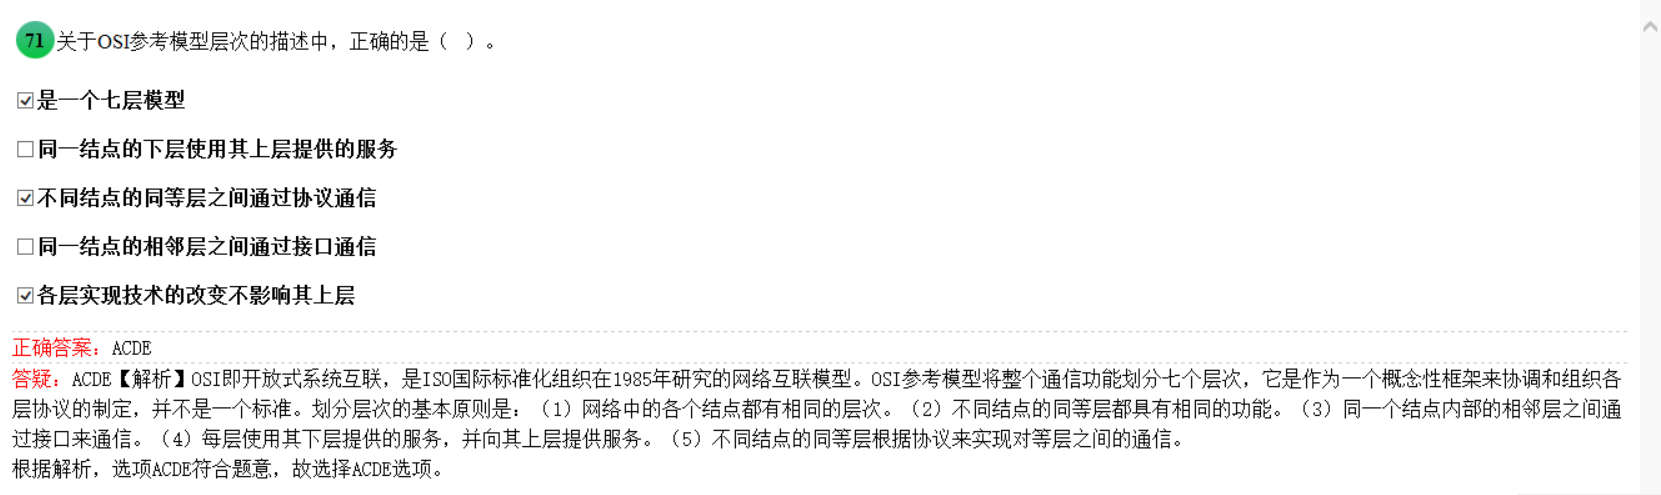 71 关于OSI参考模型层次的描述中，正确的是（ ）。
是一个七层模型
同一结点的下层使用其上层提供的服务
不同结点的同等层之间通过协议通信
同一结点的相邻层之间通过接口通信
各层实现技术的改变不影响其上层
正确答案：ACDE
答疑：ACDE【解析】OSI即开放式系统互联，是ISO国际标准化组织在1985年研究的网络互联模型。OSI参考模型将整个通信功能划分七个层次，它是作为一个概念性框架来协调和组织各
层协议的制定，并不是一个标准。划分层次的基本原则是：（1）网络中的各个结点都有相同的层次。（2）不同结点的同等层都具有相同的功能。（3）同一个结点内部的相邻层之间通
过接口来通信。（4）每层使用其下层提供的服务，并向其上层提供服务。（5）不同结点的同等层根据协议来实现对等层之间的通信。
根据解析，选项ACDE符合题意，故选择ACDE选项。